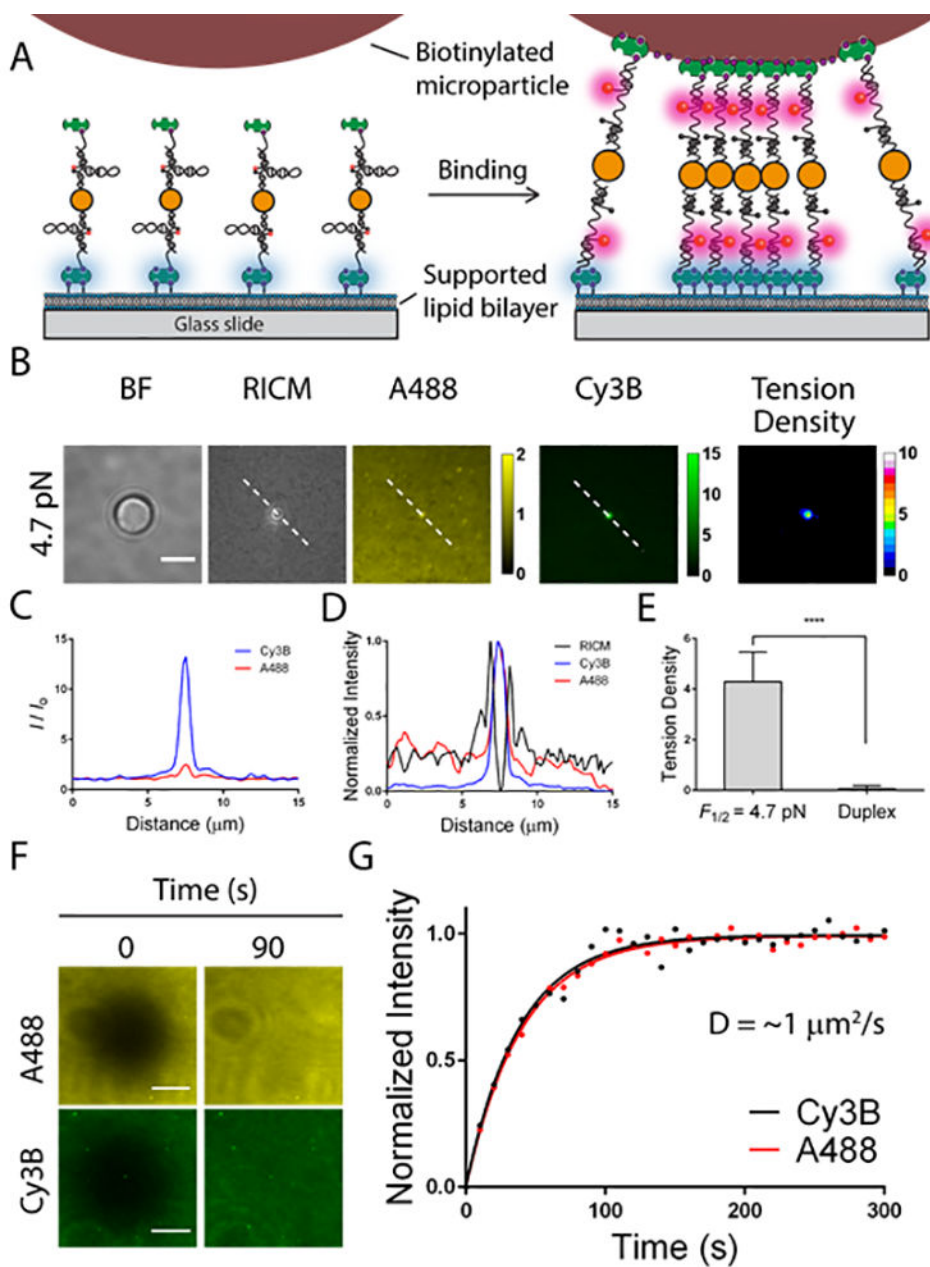 A
Biotinylated
microparticle
Binding
Supported
lipid bilayer
Glass slide
B
BF
RICM
A488
Cy3B
Tension
Density
4.7 pN
2
1
0
15
10
5
0
10
5
0
C
I / I₀
15
10
5
0
0
5
10
15
Cy3B
A488
Distance (μm)
D
Normalized Intensity
1.0
0.5
0.0
0
5
10
15
RICM
Cy3B
A488
Distance (μm)
E
Tension Density
6
4
2
0
****
F1/2 = 4.7 pN
Duplex
F
Time (s)
0
90
A488
Cy3B
G
Normalized Intensity
1.0
0.5
0.0
0
100
200
300
D = ~1 μm²/s
Cy3B
A488
Time (s)